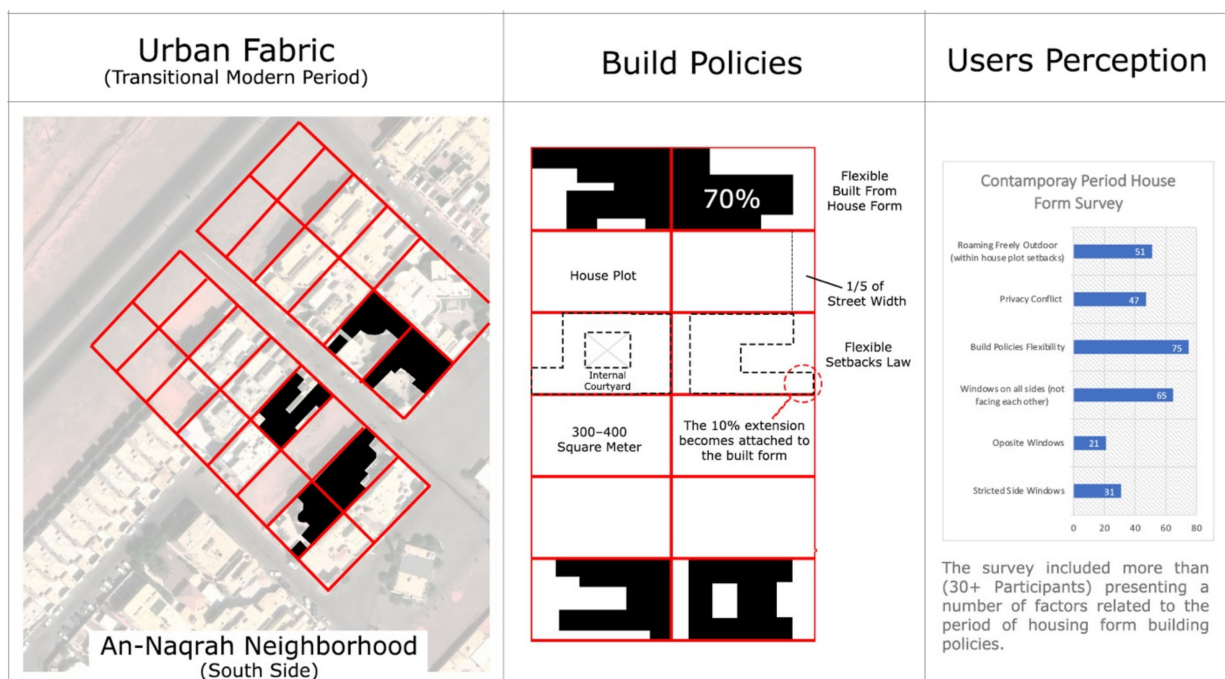 Urban Fabric
(Transitional Modern Period)
An-Naqrah Neighborhood
(South Side)
Build Policies
70%
Flexible
Built From
House Form
House Plot
1/5 of
Street Width
Internal
Courtyard
Flexible
Setbacks Law
300–400
Square Meter
The 10% extension
becomes attached to
the built form
Users Perception
Contamporay Period House
Form Survey
Roaming Freely Outdoor
(within house plot setbacks)
51
Privacy Conflict
47
Build Policies Flexibility
75
Windows on all sides (not
facing each other)
65
Oposite Windows
21
Stricted Side Windows
31
0 20 40 60 80
The survey included more than
(30+ Participants) presenting a
number of factors related to the
period of housing form building
policies.